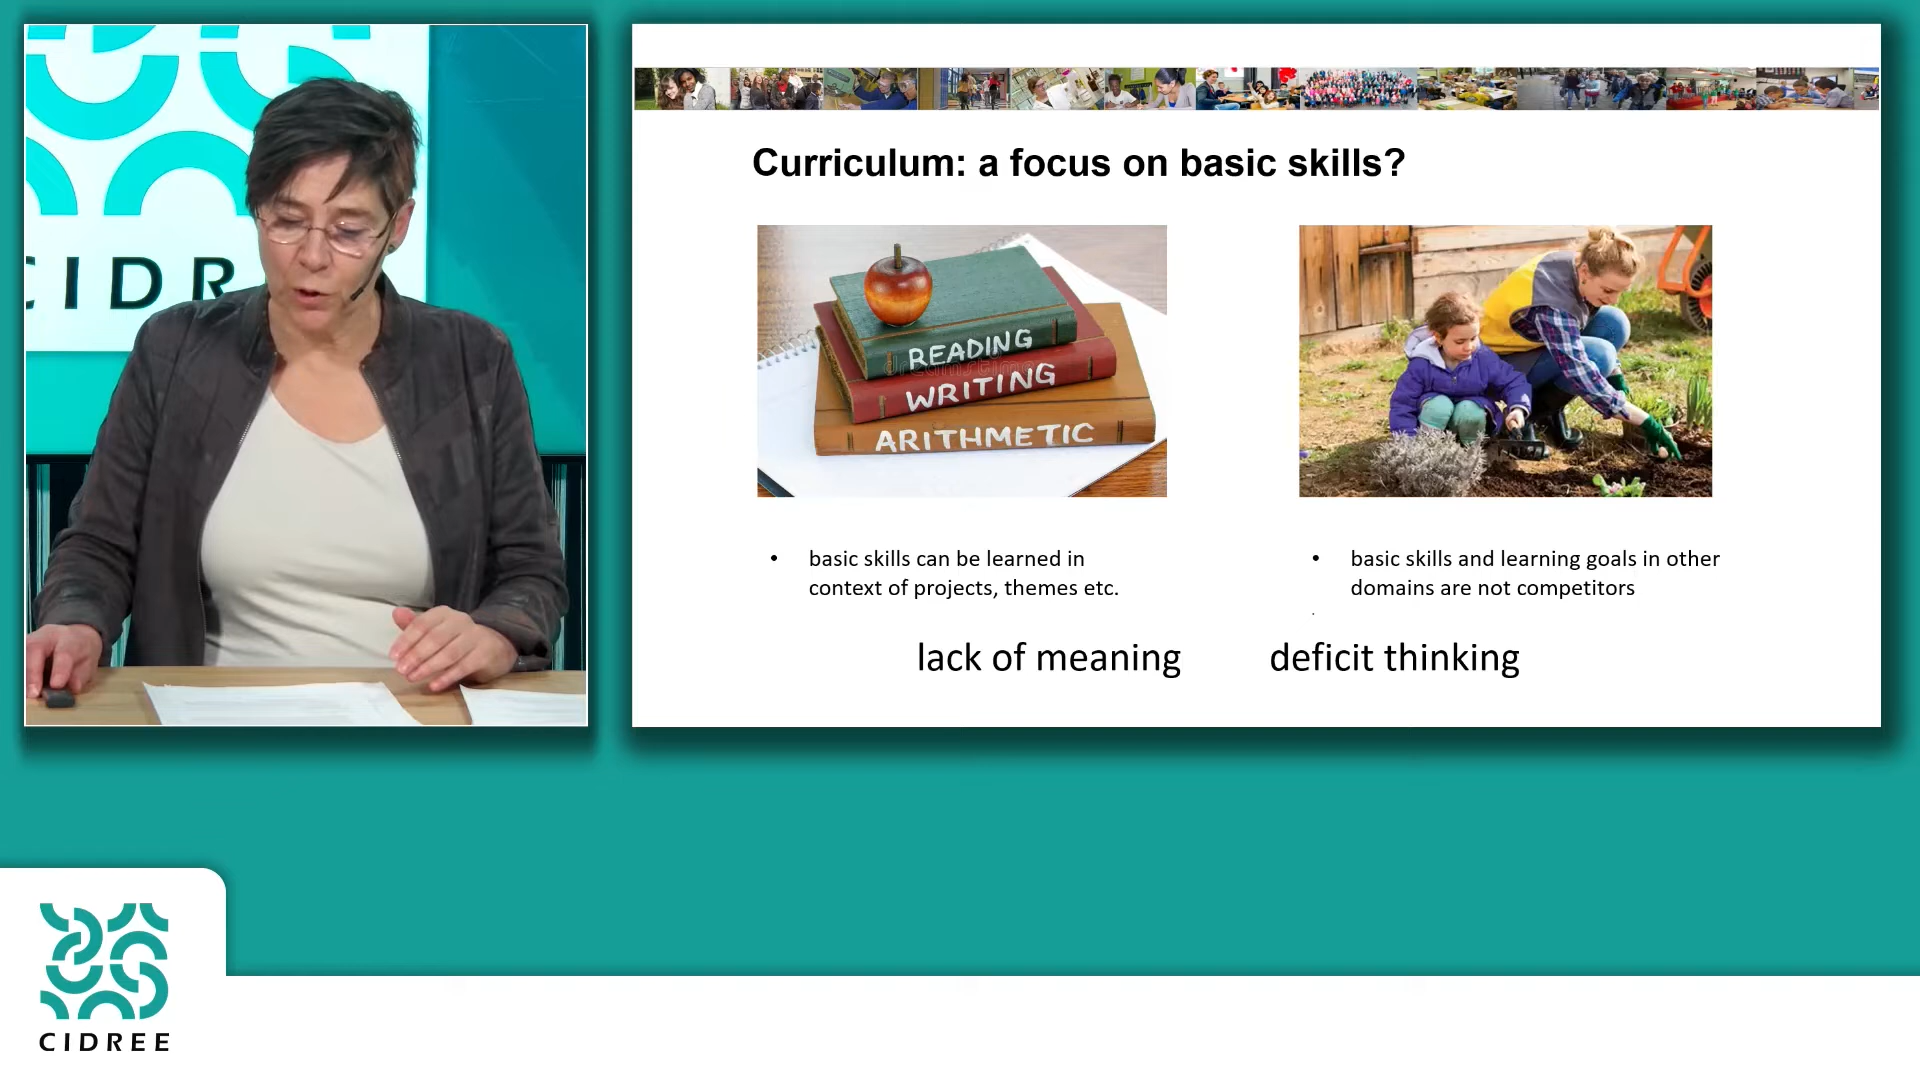 CIDR
Curriculum: a focus on basic skills?
READING
dreamstime
WRITING
ARITHMETIC
• basic skills can be learned in
context of projects, themes etc.
• basic skills and learning goals in other
domains are not competitors
.
lack of meaning deficit thinking
CIDREE